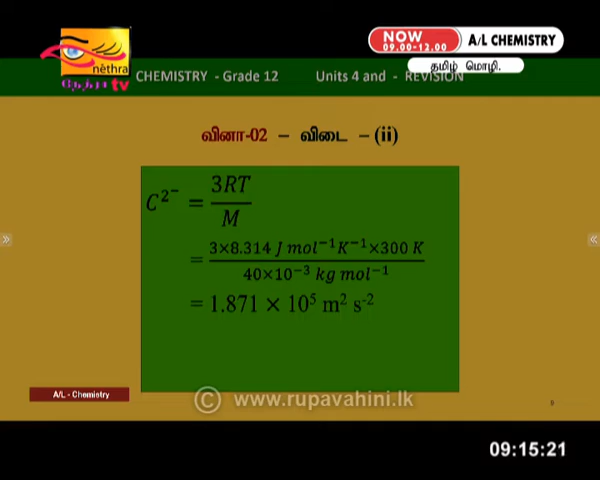 NOW
09.00-12.00
A/L CHEMISTRY
தமிழ் மொழி.
nēthra
நேத்ரா tv
CHEMISTRY - Grade 12 Units 4 and - REVISION
வினா-02 – விடை – (ii)
C²⁻ = 3RT / M
= 3×8.314 J mol⁻¹K⁻¹×300 K / 40×10⁻³ kg mol⁻¹
= 1.871 × 10⁵ m² s⁻²
A/L - Chemistry
© www.rupavahini.lk
9
09:15:21